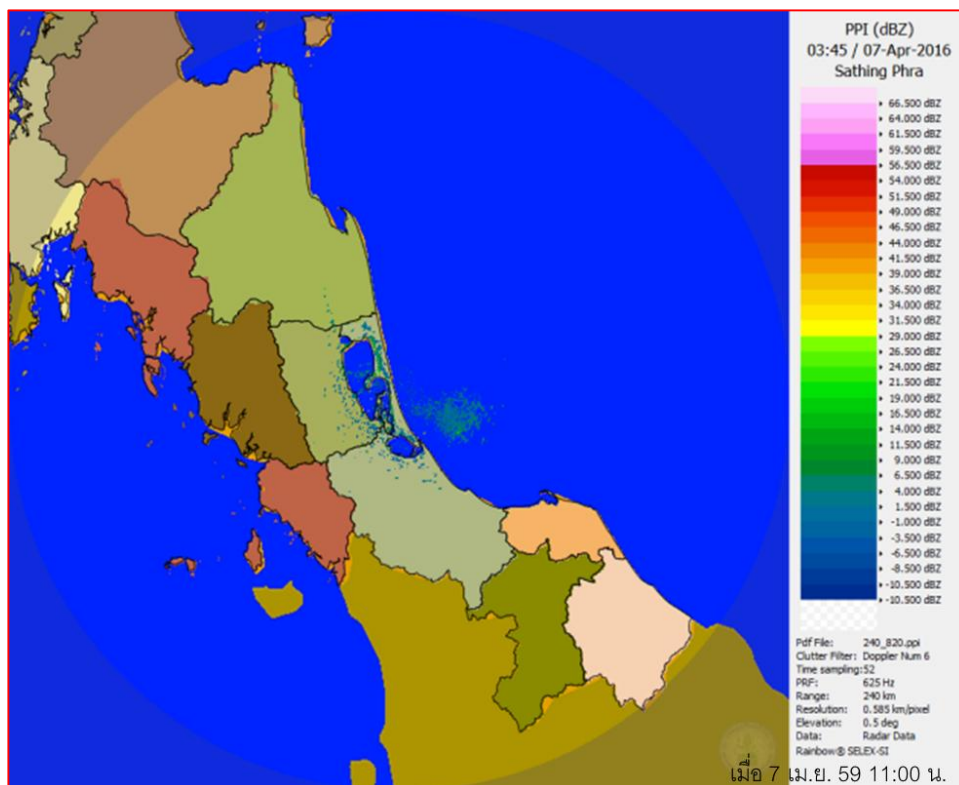 PPI (dBZ)
03:45 / 07-Apr-2016
Sathing Phra
66.500 dBZ
64.000 dBZ
61.500 dBZ
59.500 dBZ
56.500 dBZ
54.000 dBZ
51.500 dBZ
49.000 dBZ
46.500 dBZ
44.000 dBZ
41.500 dBZ
39.000 dBZ
36.500 dBZ
34.000 dBZ
31.500 dBZ
29.000 dBZ
26.500 dBZ
24.000 dBZ
21.500 dBZ
19.000 dBZ
16.500 dBZ
14.000 dBZ
11.500 dBZ
9.000 dBZ
6.500 dBZ
4.000 dBZ
1.500 dBZ
-1.000 dBZ
-3.500 dBZ
-6.500 dBZ
-8.500 dBZ
-10.500 dBZ
-10.500 dBZ
Pdf File: 240_820.ppi
Clutter Filter: Doppler Num 6
Time sampling:52
PRF: 625 Hz
Range: 240 km
Resolution: 0.585 km/pixel
Elevation: 0.5 deg
Data: Radar Data
Rainbow® SELEX-SI
เมื่อ 7 เม.ย. 59 11:00 น.